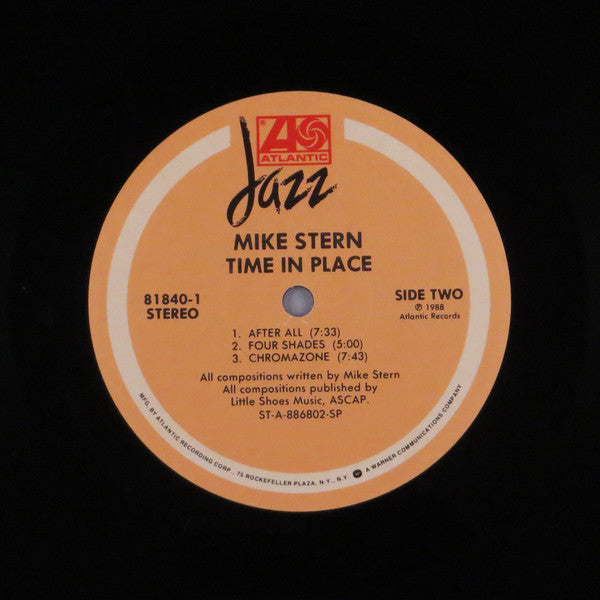 ATLANTIC
Jazz
MIKE STERN
TIME IN PLACE
81840-1
STEREO
SIDE TWO
℗ 1988
Atlantic Records
1. AFTER ALL (7:33)
2. FOUR SHADES (5:00)
3. CHROMAZONE (7:43)
All compositions written by Mike Stern
All compositions published by
Little Shoes Music, ASCAP.
ST-A-886802-SP
MFG. BY ATLANTIC RECORDING CORP., 75 ROCKEFELLER PLAZA, N.Y., N.Y. A WARNER COMMUNICATIONS COMPANY